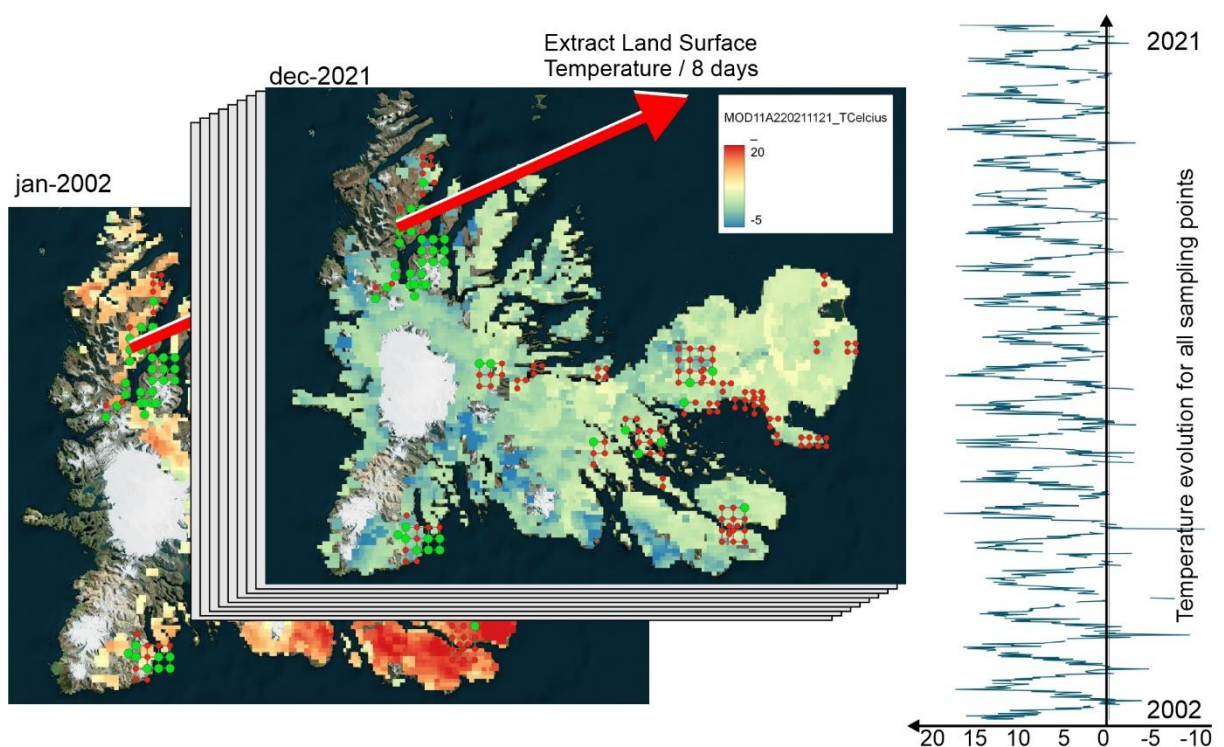 Extract Land Surface
Temperature / 8 days
dec-2021
jan-2002
MOD11A220211121_TCelcius
20
-5
2021
Temperature evolution for all sampling points
2002
20 15 10 5 0 -5 -10